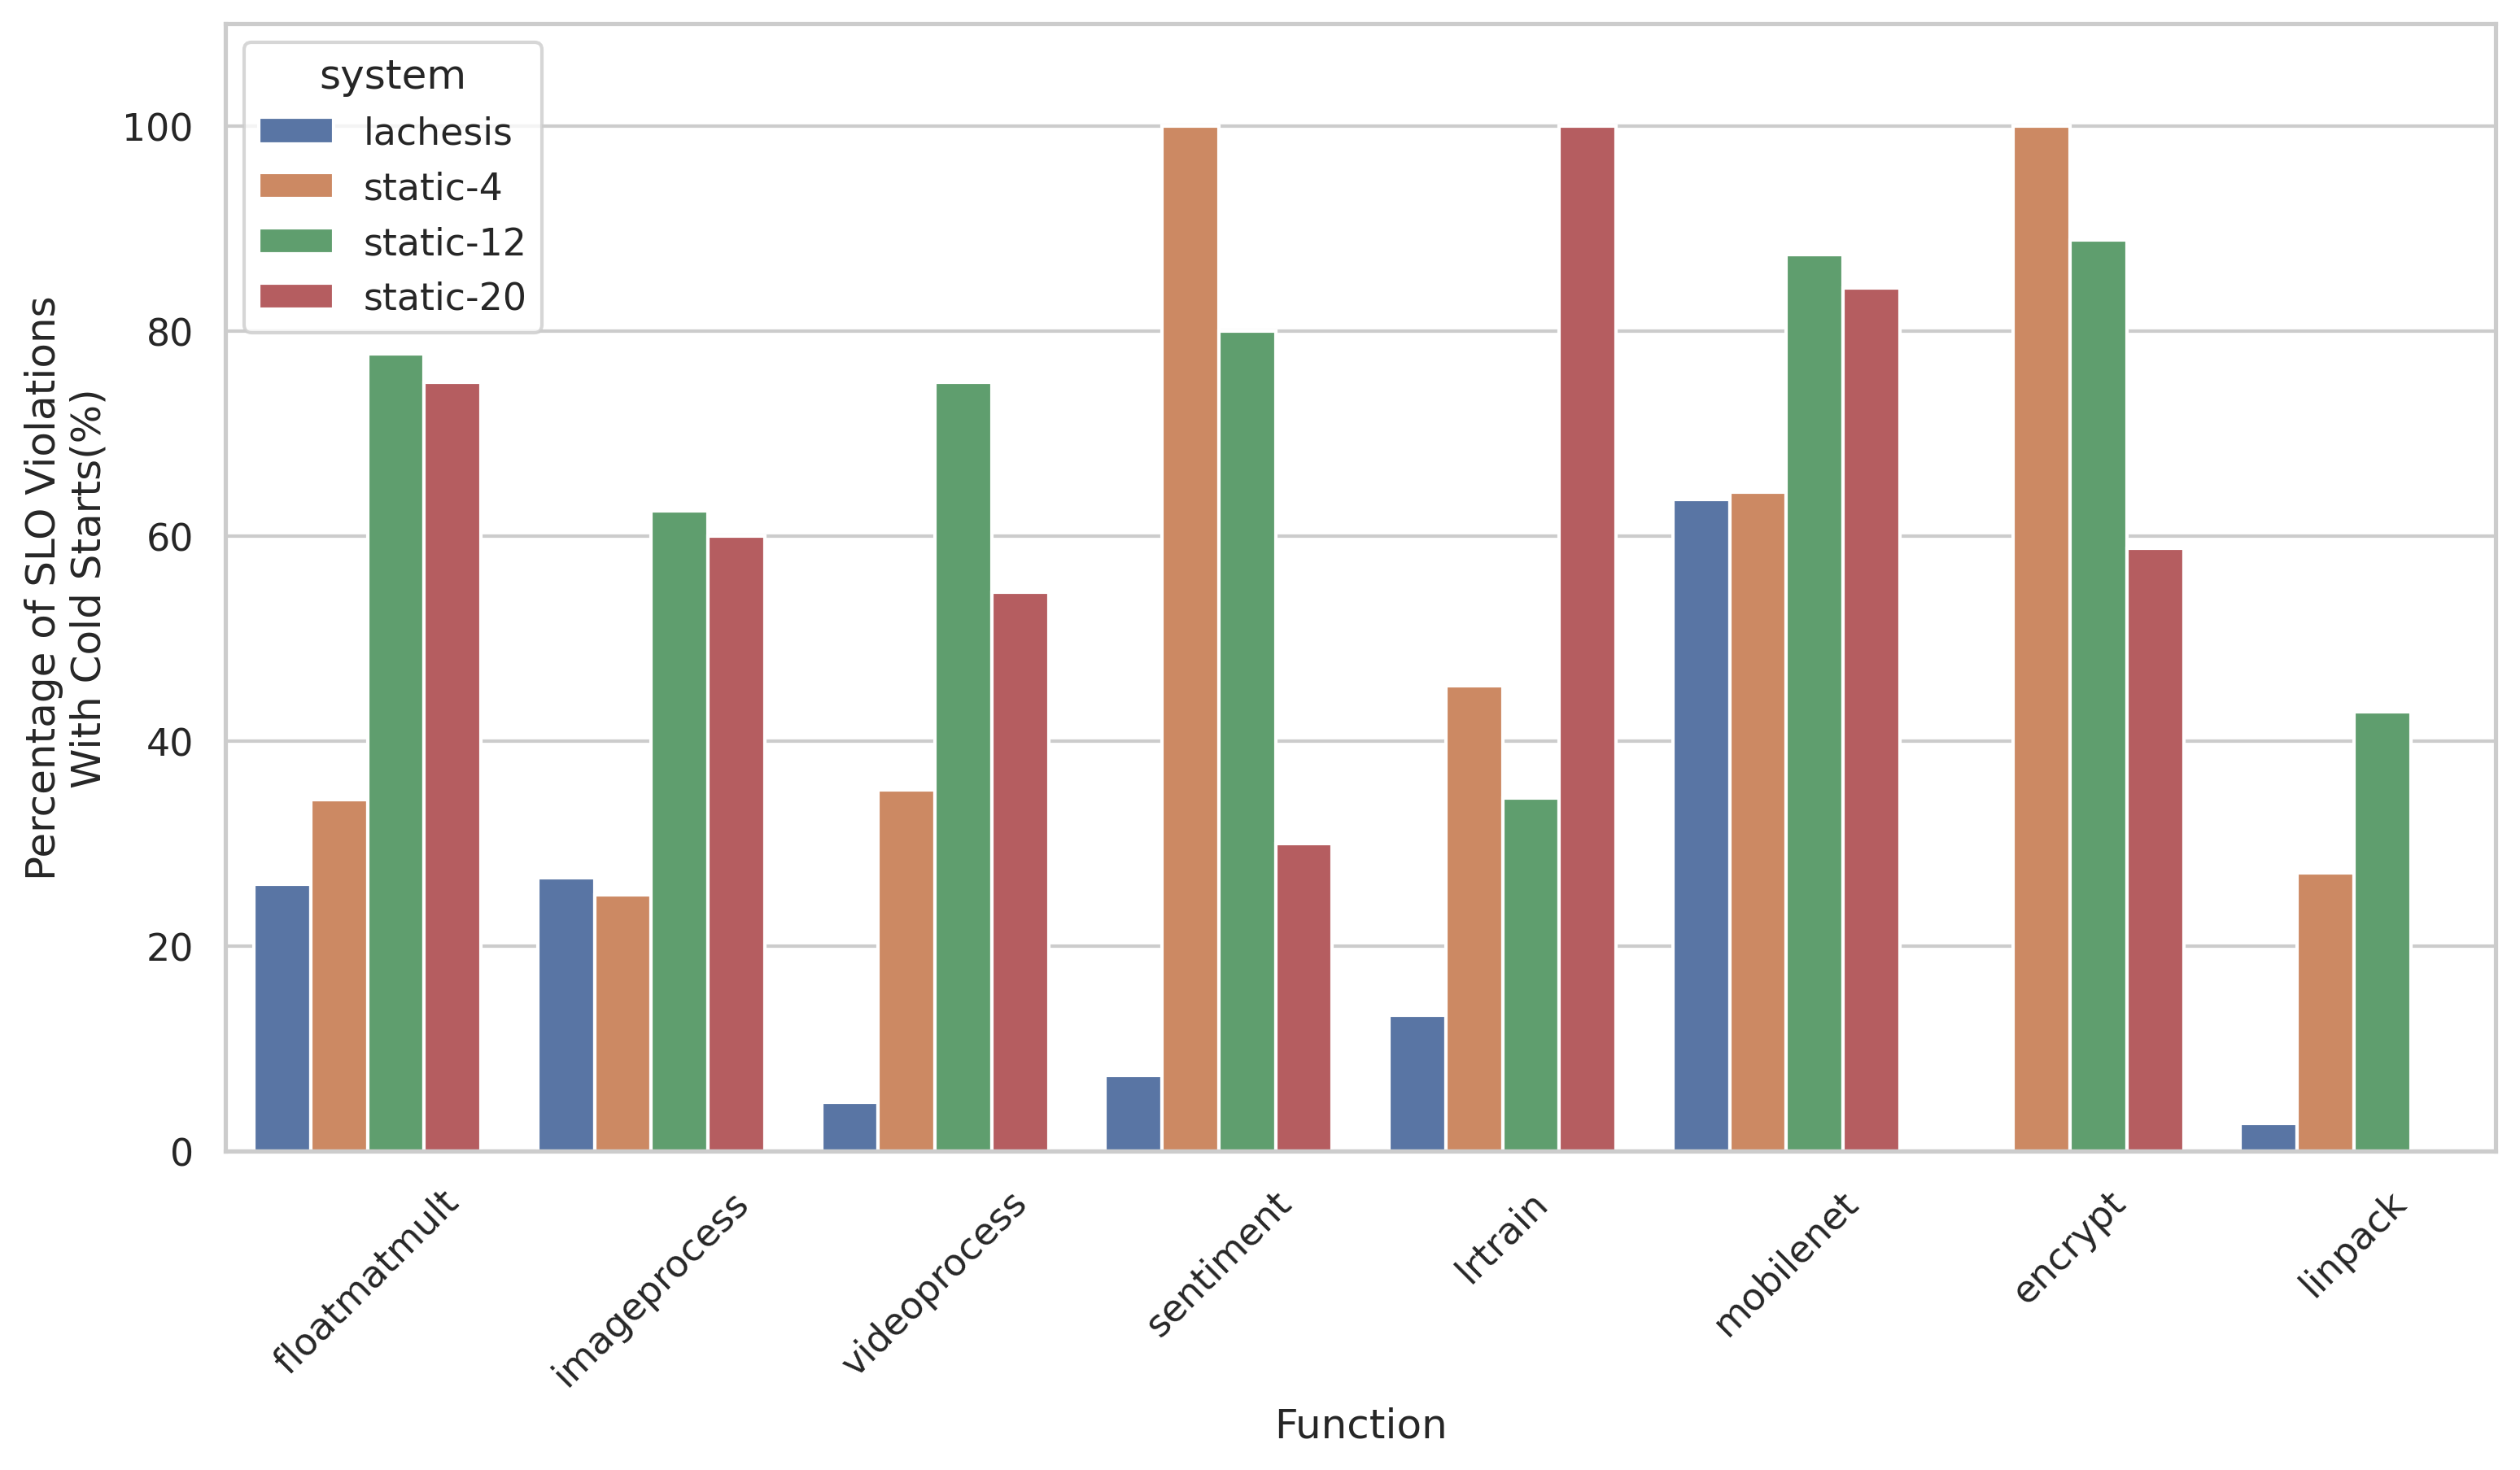 system
lachesis
static-4
static-12
static-20
Percentage of SLO Violations
With Cold Starts(%)
100
80
60
40
20
0
floatmatmult
imageprocess
videoprocess
sentiment
lrtrain
mobilenet
encrypt
linpack
Function